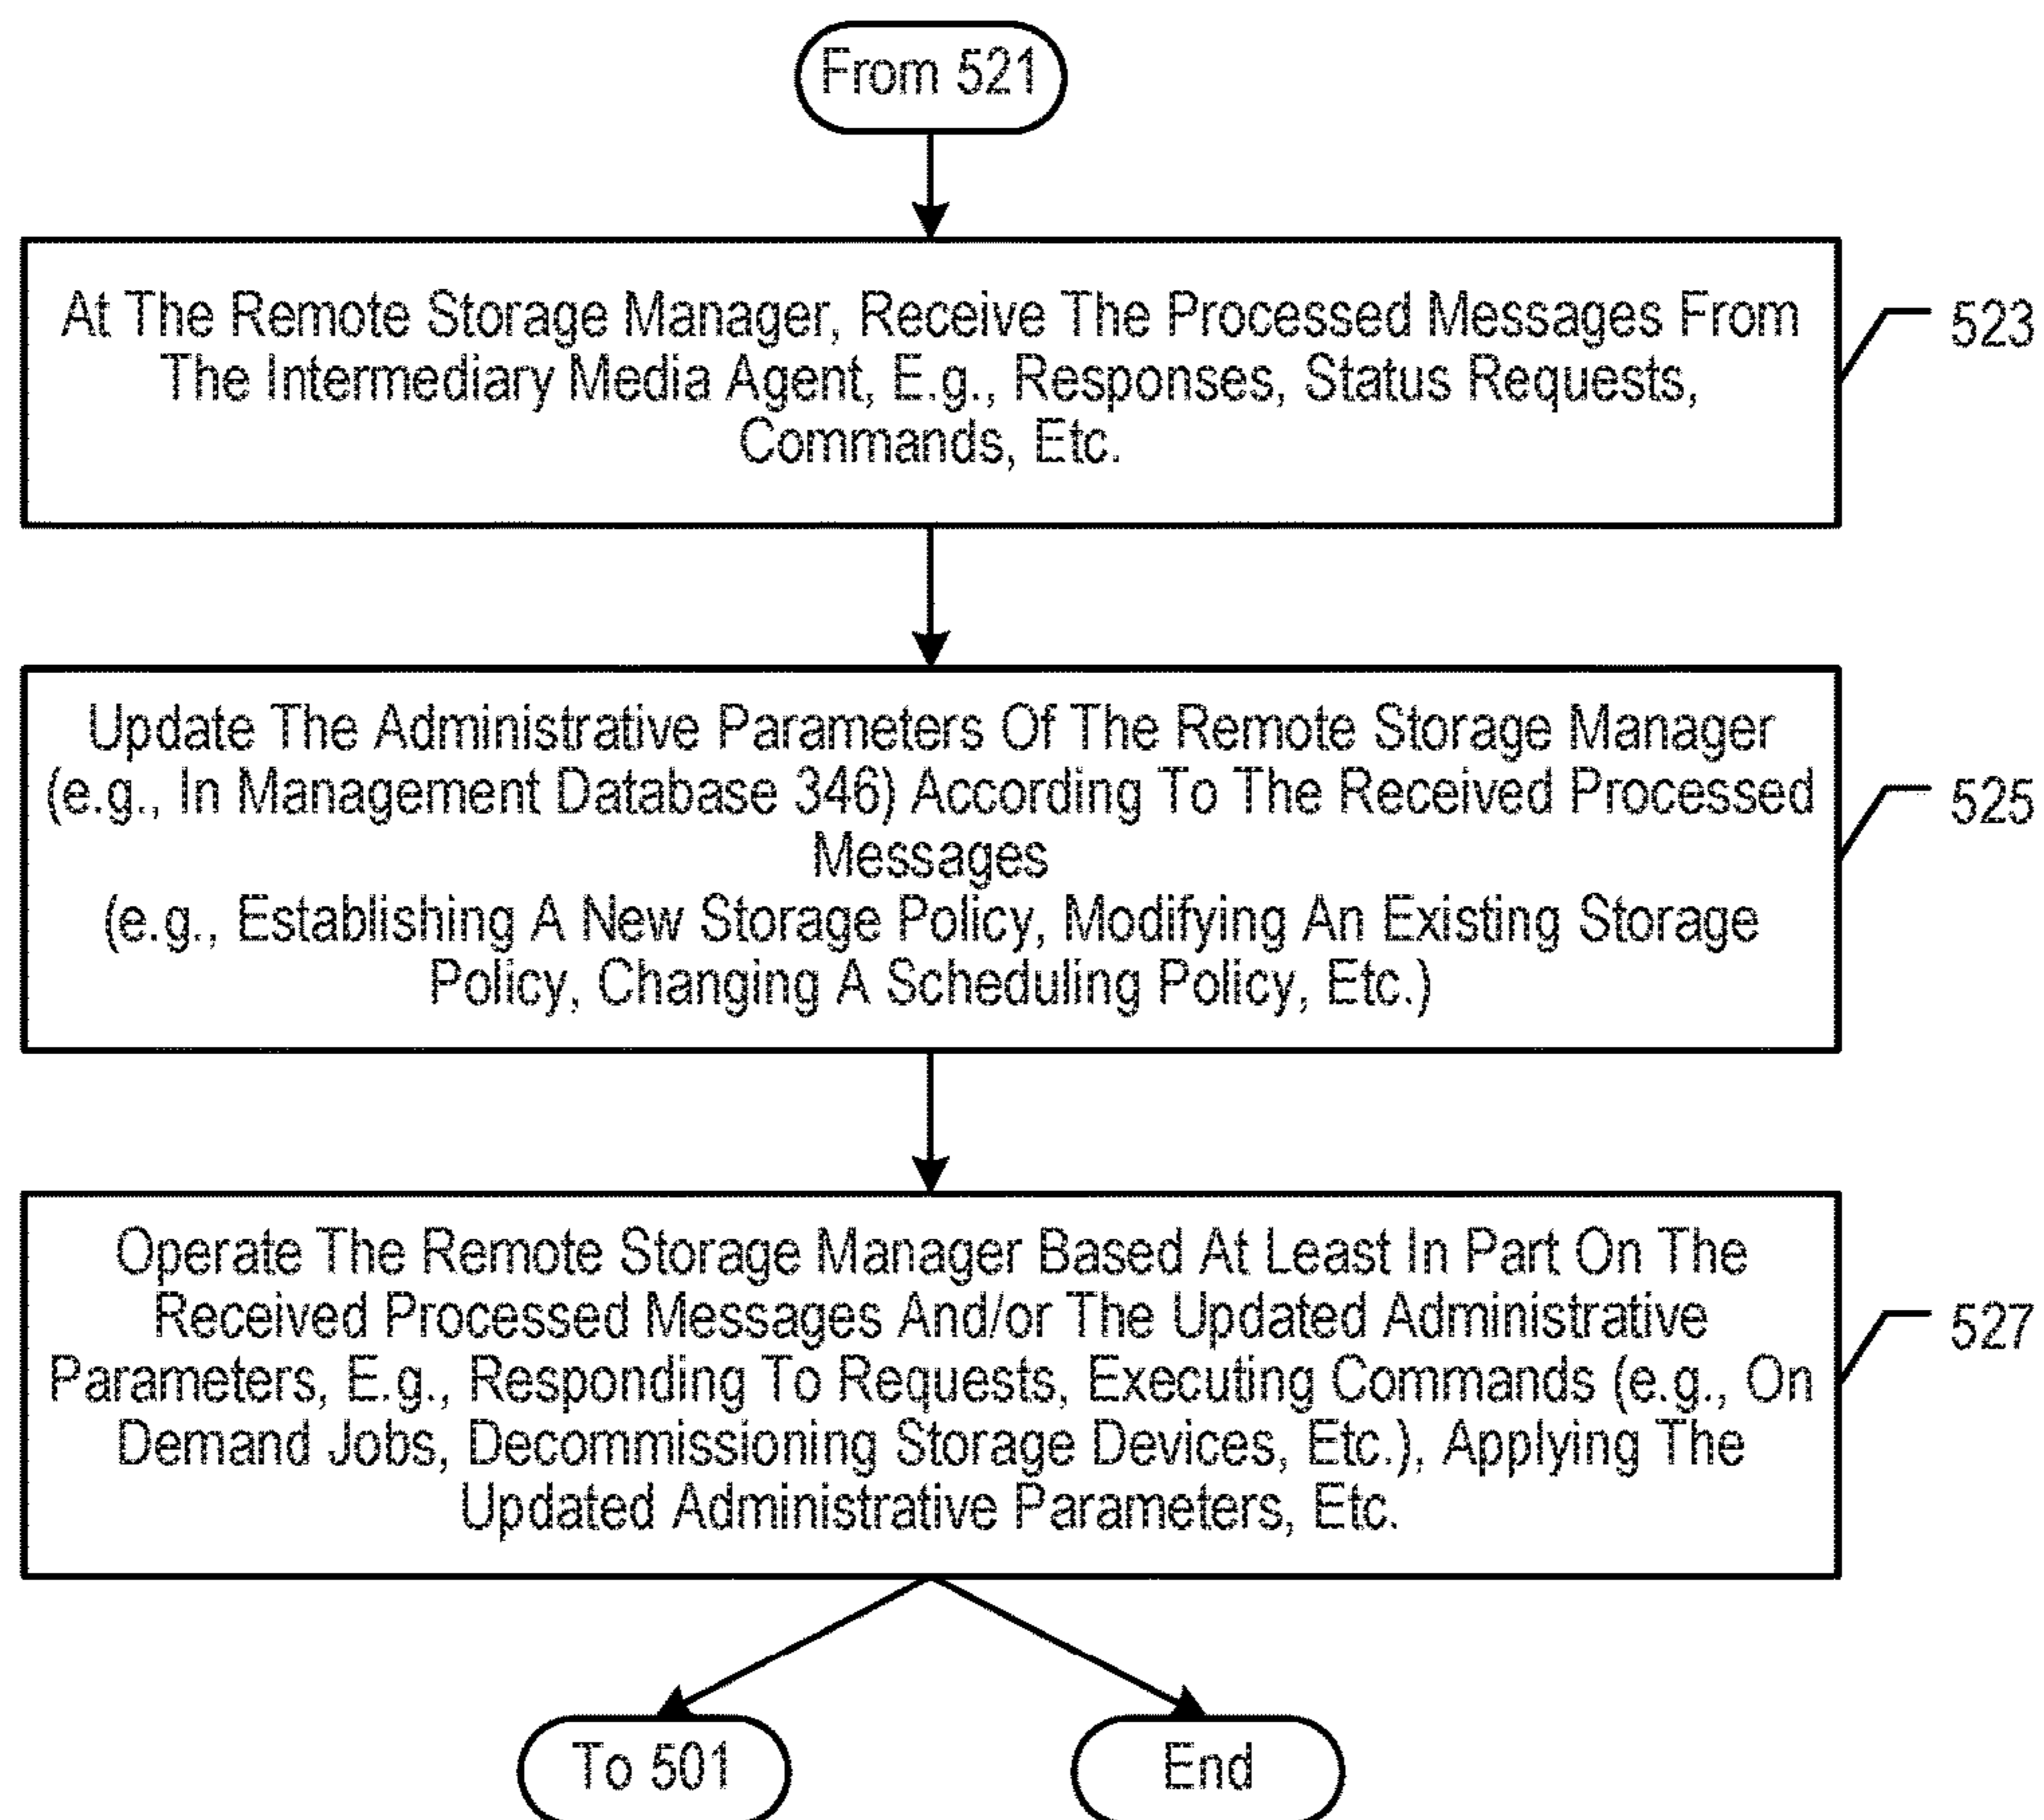 From 521
At The Remote Storage Manager, Receive The Processed Messages From
The Intermediary Media Agent, E.g., Responses, Status Requests,
Commands, Etc.
523
Update The Administrative Parameters Of The Remote Storage Manager
(e.g., In Management Database 346) According To The Received Processed
Messages
(e.g., Establishing A New Storage Policy, Modifying An Existing Storage
Policy, Changing A Scheduling Policy, Etc.)
525
Operate The Remote Storage Manager Based At Least In Part On The
Received Processed Messages And/or The Updated Administrative
Parameters, E.g., Responding To Requests, Executing Commands (e.g., On
Demand Jobs, Decommissioning Storage Devices, Etc.), Applying The
Updated Administrative Parameters, Etc.
527
To 501
End